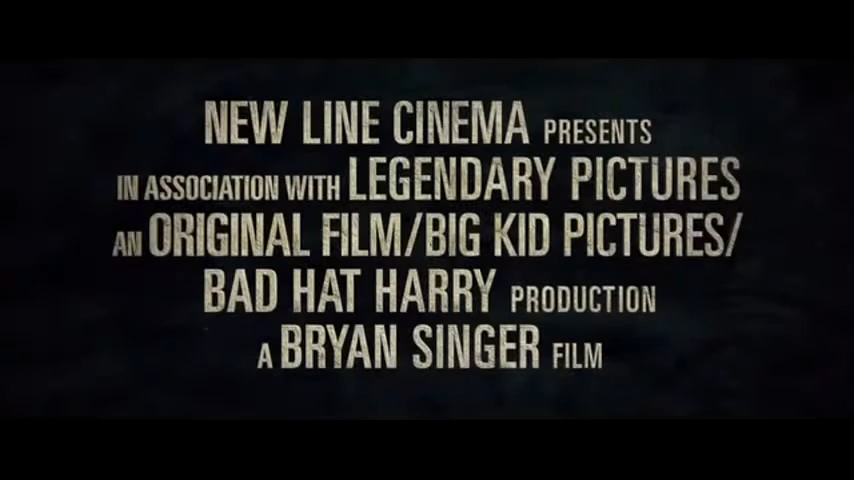 NEW LINE CINEMA PRESENTS
IN ASSOCIATION WITH LEGENDARY PICTURES
AN ORIGINAL FILM/BIG KID PICTURES/
BAD HAT HARRY PRODUCTION
A BRYAN SINGER FILM